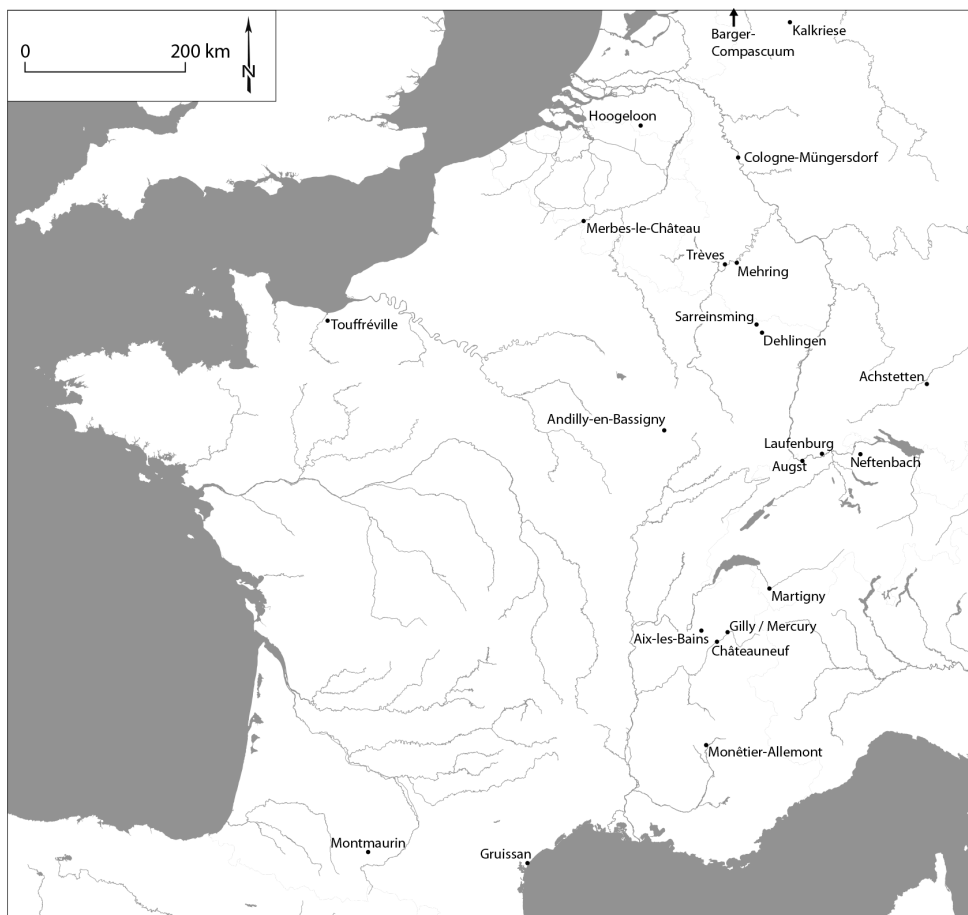 0 200 km
N
Barger-
Compascuum
Kalkriese
Hoogeloon
Cologne-Müngersdorf
Merbes-le-Château
Trèves
Mehring
Sarreinsming
Touffréville
Dehlingen
Achstetten
Andilly-en-Bassigny
Laufenburg
Augst
Neftenbach
Martigny
Gilly / Mercury
Aix-les-Bains
Châteauneuf
Monêtier-Allemont
Montmaurin
Gruissan